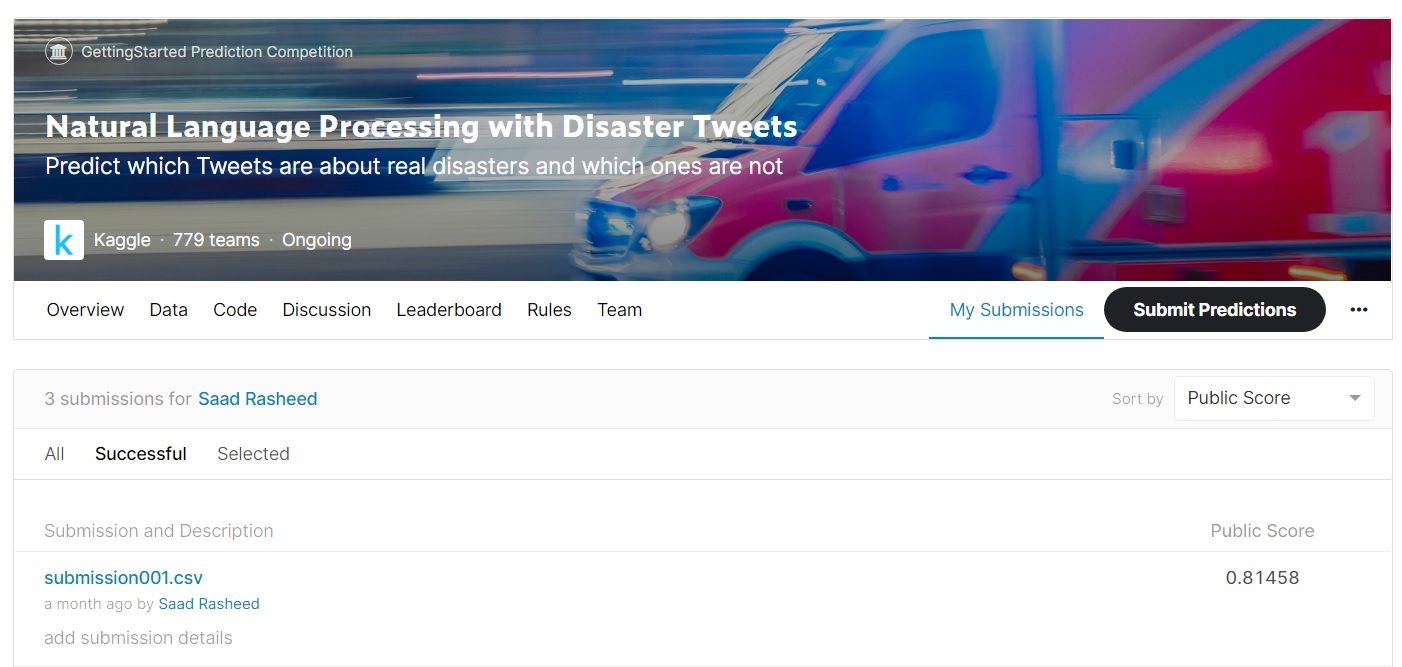 GettingStarted Prediction Competition
Natural Language Processing with Disaster Tweets
Predict which Tweets are about real disasters and which ones are not
k Kaggle · 779 teams · Ongoing
Overview Data Code Discussion Leaderboard Rules Team My Submissions Submit Predictions •••
3 submissions for Saad Rasheed Sort by Public Score
All Successful Selected
Submission and Description Public Score
submission001.csv 0.81458
a month ago by Saad Rasheed
add submission details